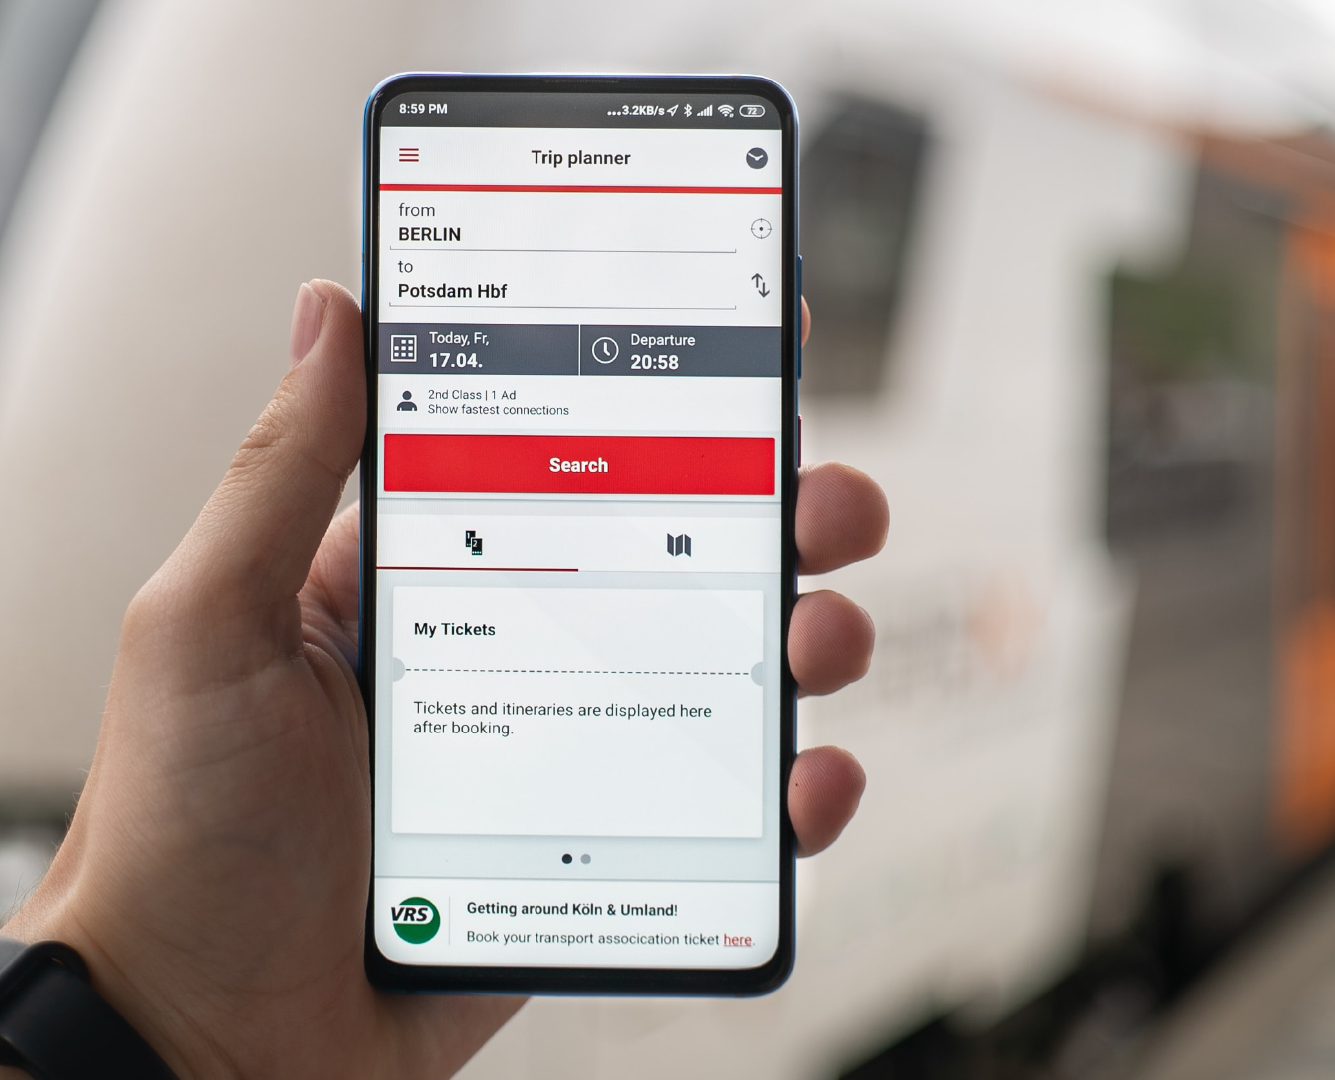 8:59 PM ...3.2KB/s 72
Trip planner
from
BERLIN
to
Potsdam Hbf
Today, Fr,
17.04.
Departure
20:58
2nd Class | 1 Ad
Show fastest connections
Search
My Tickets
Tickets and itineraries are displayed here
after booking.
VRS
Getting around Köln & Umland!
Book your transport assocication ticket here.